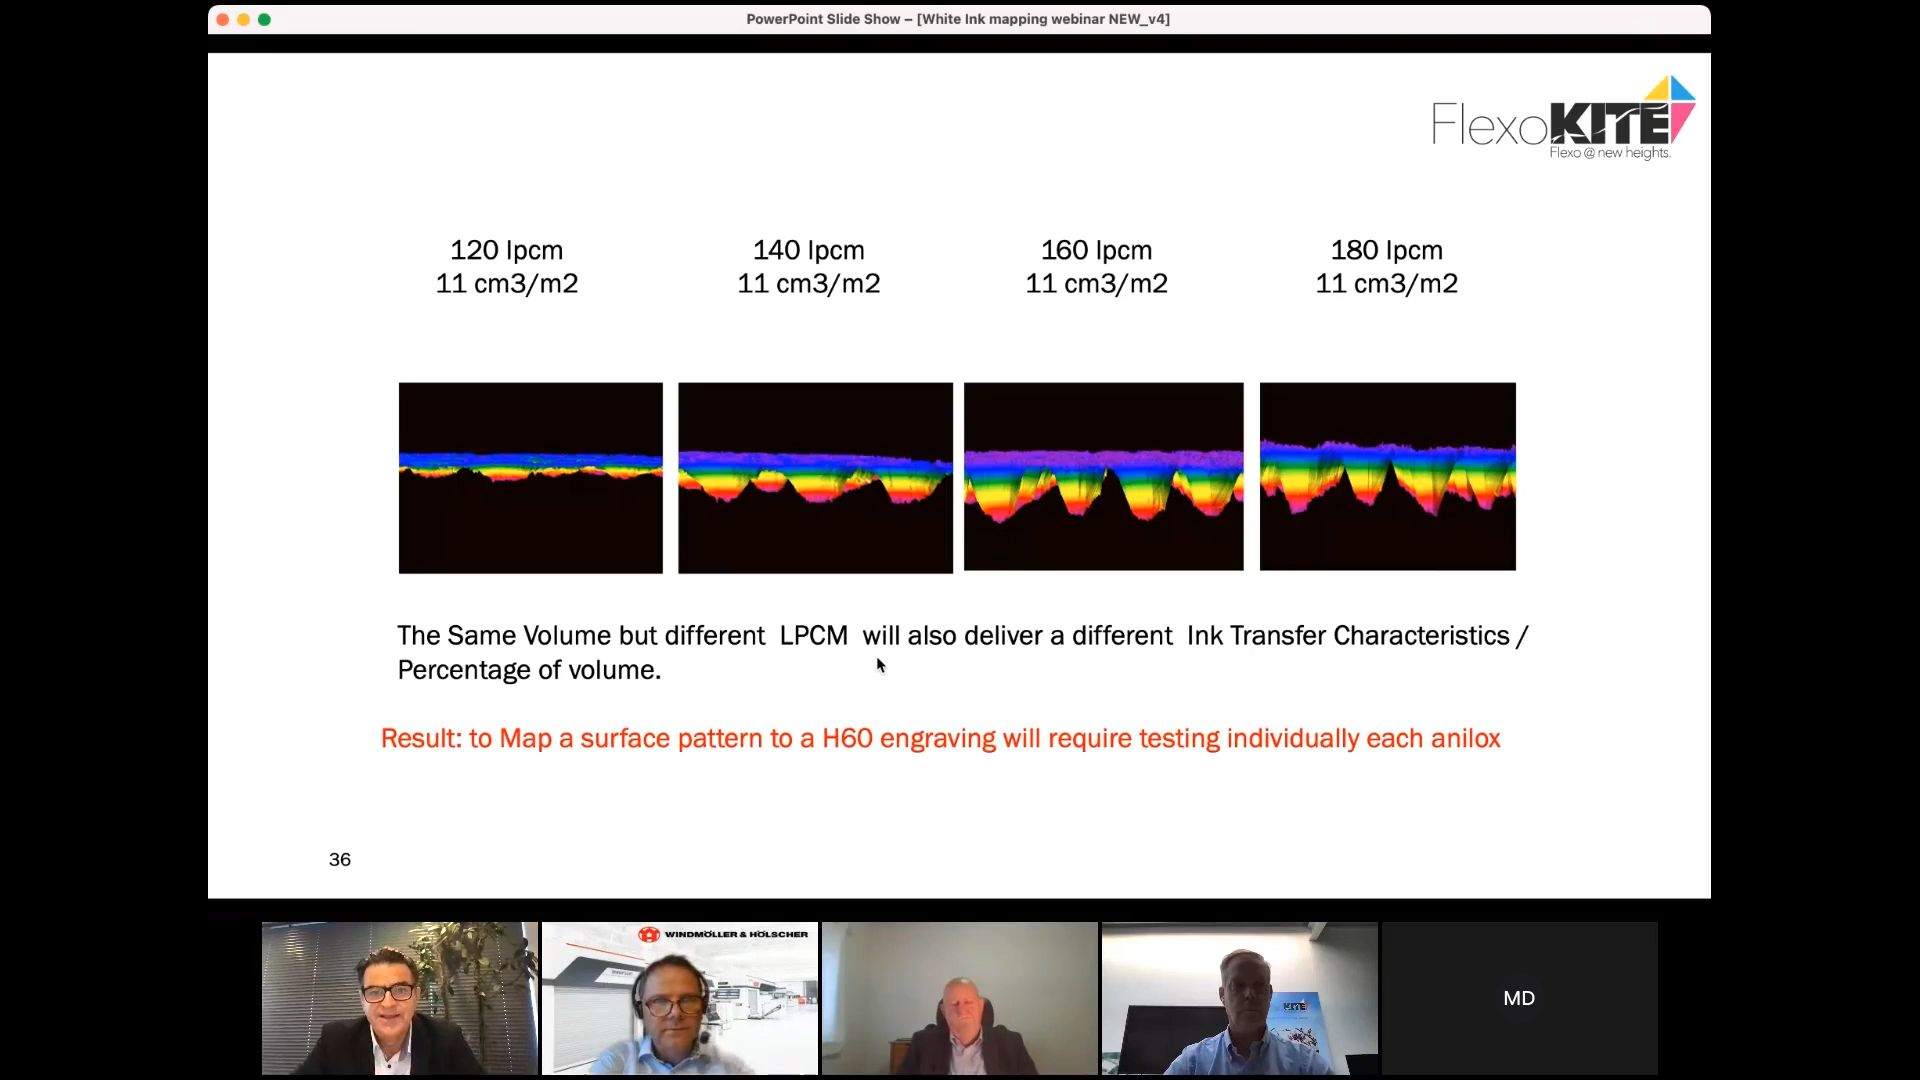 PowerPoint Slide Show – [White Ink mapping webinar NEW_v4]
FlexoKITE
Flexo @ new heights.
120 lpcm
11 cm3/m2
140 lpcm
11 cm3/m2
160 lpcm
11 cm3/m2
180 lpcm
11 cm3/m2
The Same Volume but different LPCM will also deliver a different Ink Transfer Characteristics /
Percentage of volume.
Result: to Map a surface pattern to a H60 engraving will require testing individually each anilox
36
WINDMÖLLER & HÖLSCHER
KITE
MD